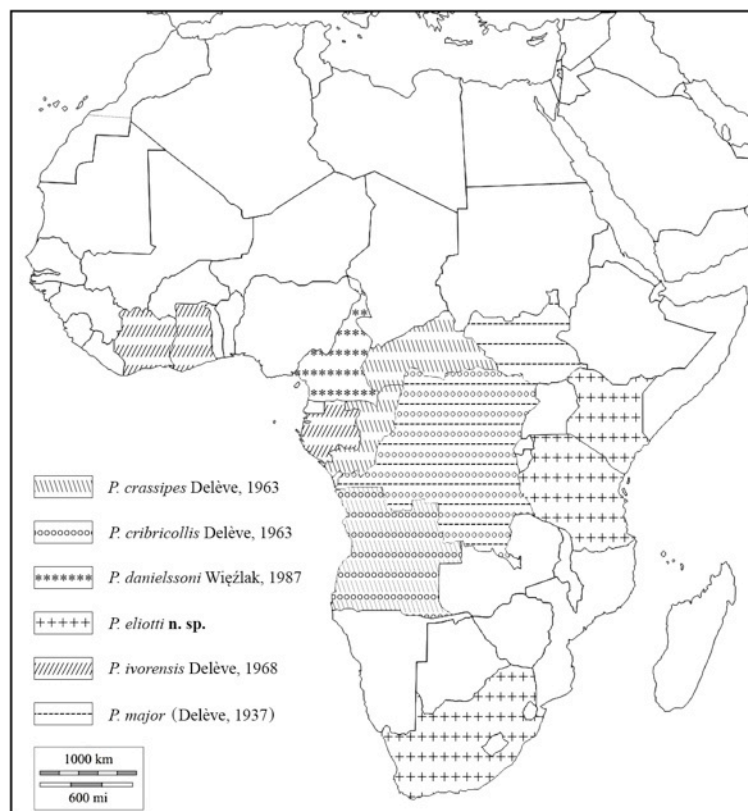 P. crassipes Delève, 1963
P. cribricollis Delève, 1963
P. danielssoni Więźlak, 1987
P. eliotti n. sp.
P. ivorensis Delève, 1968
P. major (Delève, 1937)
1000 km
600 mi